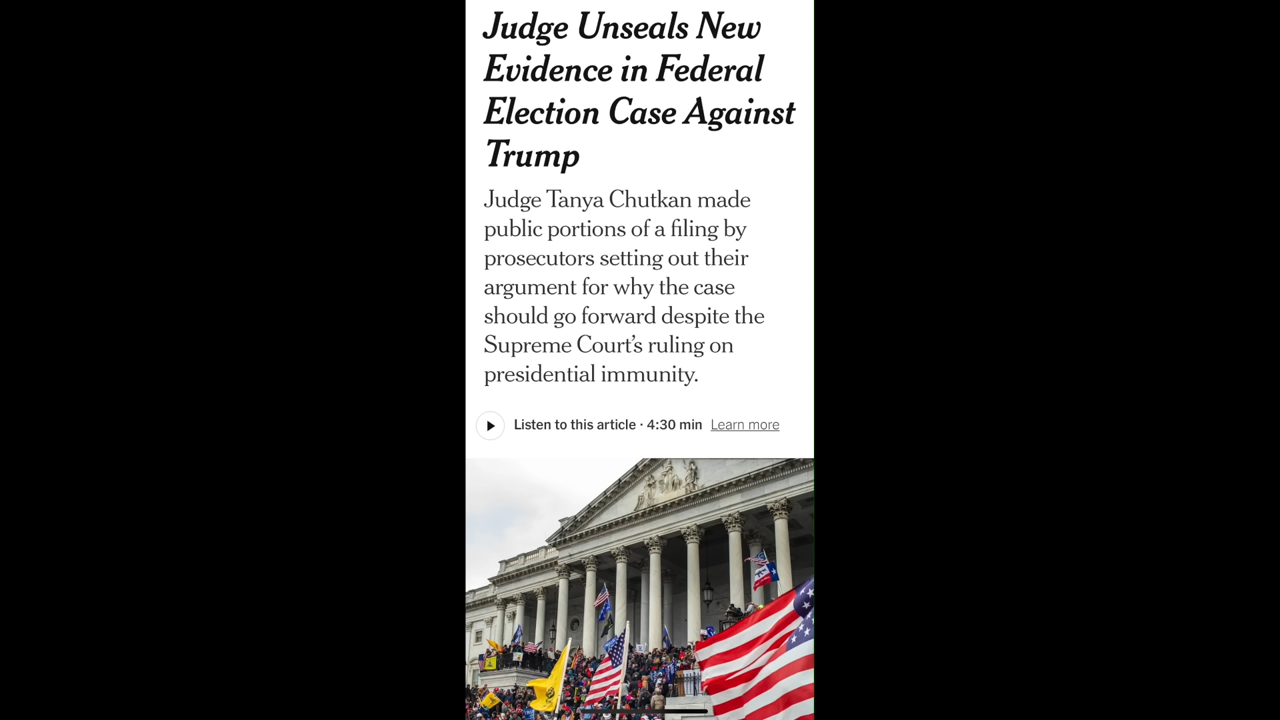 Judge Unseals New
Evidence in Federal
Election Case Against
Trump
Judge Tanya Chutkan made
public portions of a filing by
prosecutors setting out their
argument for why the case
should go forward despite the
Supreme Court’s ruling on
presidential immunity.
Listen to this article · 4:30 min Learn more